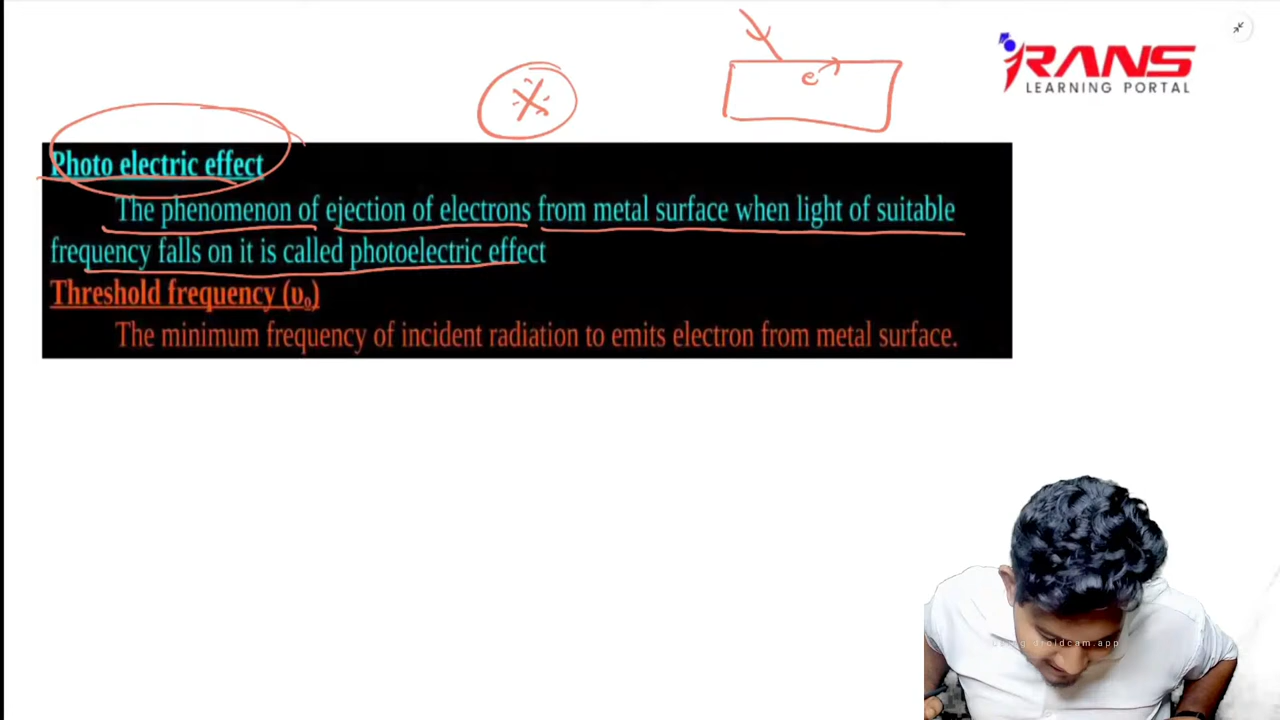 RANS
LEARNING PORTAL
e
Photo electric effect
The phenomenon of ejection of electrons from metal surface when light of suitable
frequency falls on it is called photoelectric effect
Threshold frequency (υₒ)
The minimum frequency of incident radiation to emits electron from metal surface.